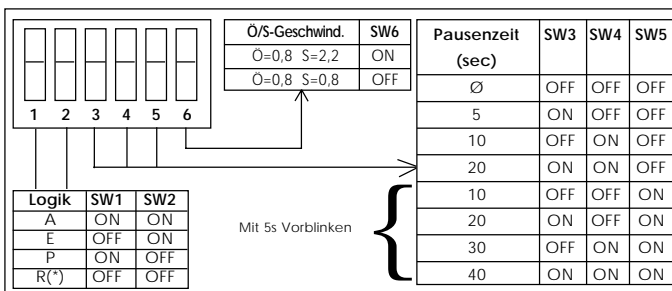 1 2 3 4 5 6
Ö/S-Geschwind. SW6
Ö=0,8 S=2,2 ON
Ö=0,8 S=0,8 OFF
Pausenzeit (sec) SW3 SW4 SW5
Ø OFF OFF OFF
5 ON OFF OFF
10 OFF ON OFF
20 ON ON OFF
10 OFF OFF ON
20 ON OFF ON
30 OFF ON ON
40 ON ON ON
Mit 5s Vorblinken
Logik SW1 SW2
A ON ON
E OFF ON
P ON OFF
R(*) OFF OFF